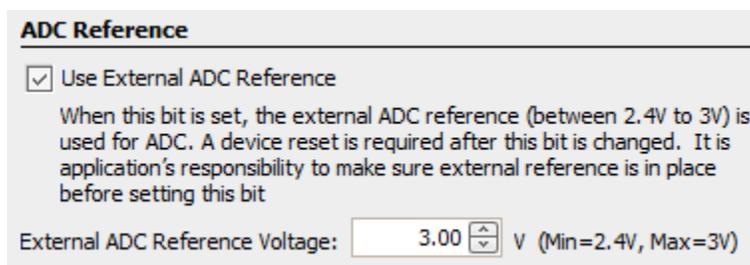 ADC Reference
Use External ADC Reference
When this bit is set, the external ADC reference (between 2.4V to 3V) is
used for ADC. A device reset is required after this bit is changed. It is
application's responsibility to make sure external reference is in place
before setting this bit
External ADC Reference Voltage: 3.00 V (Min=2.4V, Max=3V)